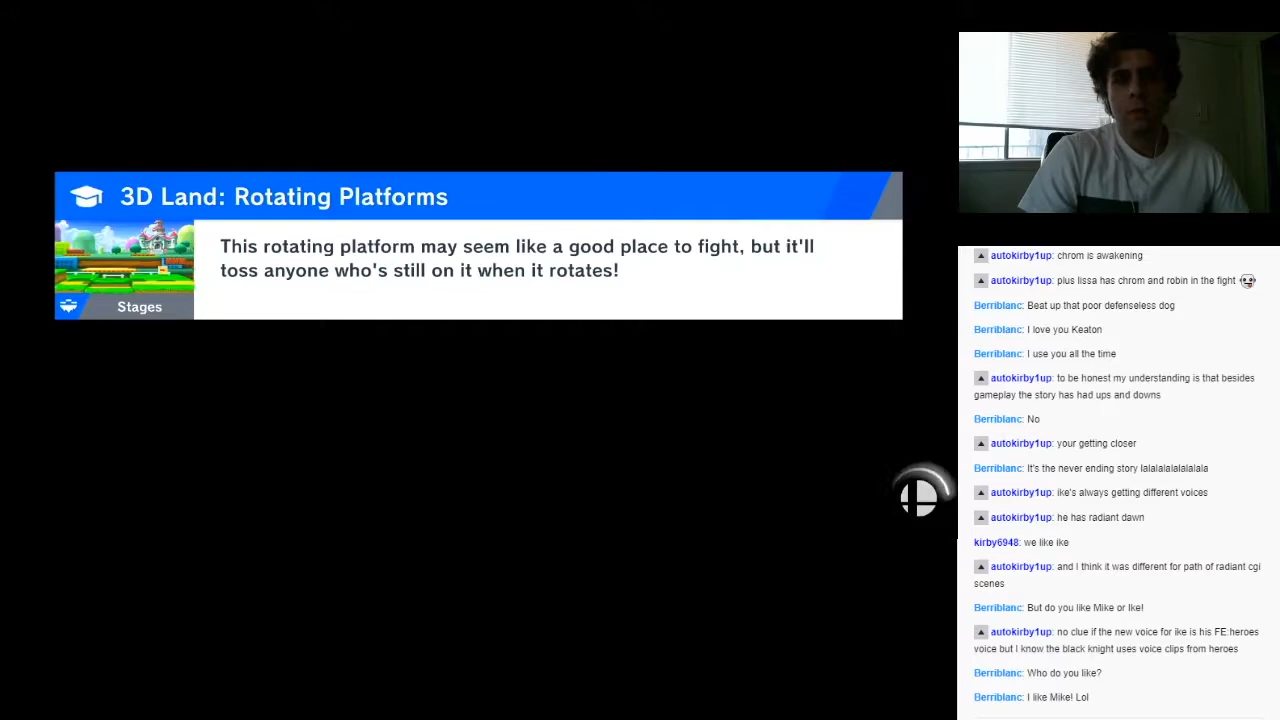 3D Land: Rotating Platforms
This rotating platform may seem like a good place to fight, but it'll
toss anyone who's still on it when it rotates!
Stages
autokirby1up: chrom is awakening
autokirby1up: plus lissa has chrom and robin in the fight
Berriblanc: Beat up that poor defenseless dog
Berriblanc: I love you Keaton
Berriblanc: I use you all the time
autokirby1up: to be honest my understanding is that besides
gameplay the story has had ups and downs
Berriblanc: No
autokirby1up: your getting closer
Berriblanc: It's the never ending story lalalalalalalala
autokirby1up: ike's always getting different voices
autokirby1up: he has radiant dawn
kirby6948: we like ike
autokirby1up: and I think it was different for path of radiant cgi
scenes
Berriblanc: But do you like Mike or Ike!
autokirby1up: no clue if the new voice for ike is his FE:heroes
voice but I know the black knight uses voice clips from heroes
Berriblanc: Who do you like?
Berriblanc: I like Mike! Lol